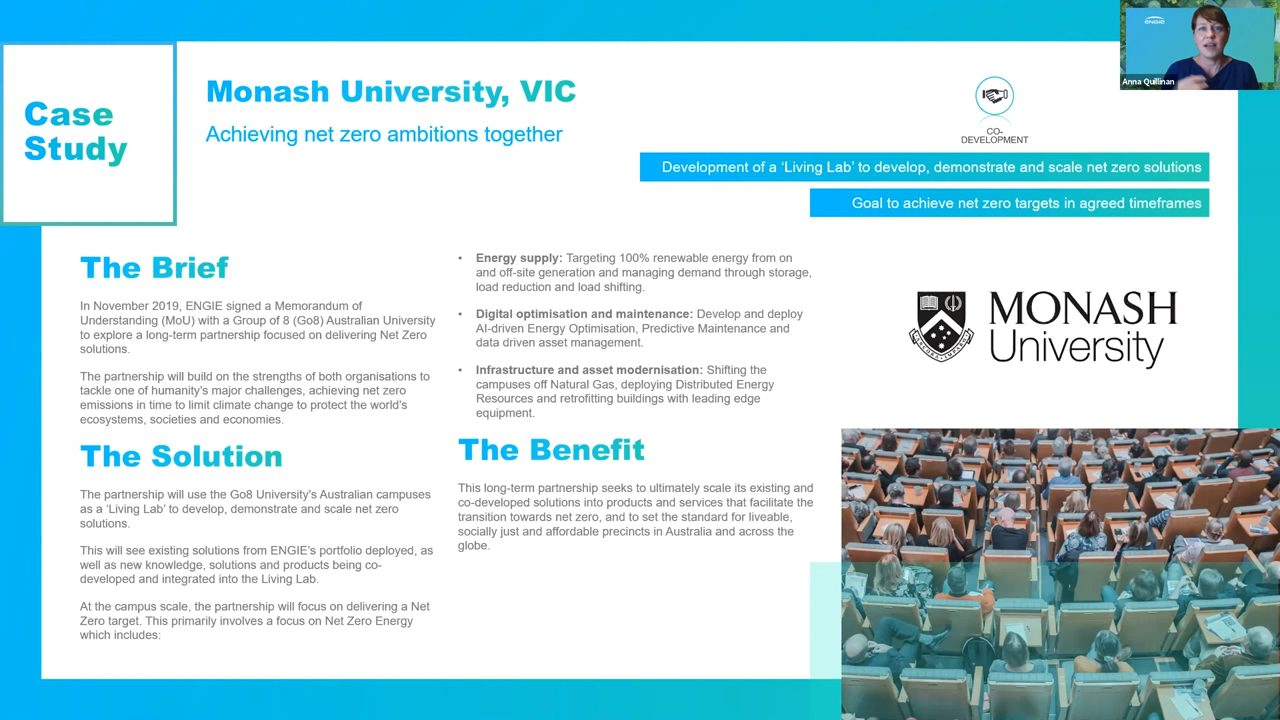 Case
Study
Monash University, VIC
Achieving net zero ambitions together
CO-
DEVELOPMENT
Development of a ‘Living Lab’ to develop, demonstrate and scale net zero solutions
Goal to achieve net zero targets in agreed timeframes
ENGIE
Anna Quillinan
The Brief
In November 2019, ENGIE signed a Memorandum of
Understanding (MoU) with a Group of 8 (Go8) Australian University
to explore a long-term partnership focused on delivering Net Zero
solutions.
The partnership will build on the strengths of both organisations to
tackle one of humanity’s major challenges, achieving net zero
emissions in time to limit climate change to protect the world’s
ecosystems, societies and economies.
The Solution
The partnership will use the Go8 University’s Australian campuses
as a ‘Living Lab’ to develop, demonstrate and scale net zero
solutions.
This will see existing solutions from ENGIE’s portfolio deployed, as
well as new knowledge, solutions and products being co-
developed and integrated into the Living Lab.
At the campus scale, the partnership will focus on delivering a Net
Zero target. This primarily involves a focus on Net Zero Energy
which includes:
• Energy supply: Targeting 100% renewable energy from on
and off-site generation and managing demand through storage,
load reduction and load shifting.
• Digital optimisation and maintenance: Develop and deploy
AI-driven Energy Optimisation, Predictive Maintenance and
data driven asset management.
• Infrastructure and asset modernisation: Shifting the
campuses off Natural Gas, deploying Distributed Energy
Resources and retrofitting buildings with leading edge
equipment.
The Benefit
This long-term partnership seeks to ultimately scale its existing and
co-developed solutions into products and services that facilitate the
transition towards net zero, and to set the standard for liveable,
socially just and affordable precincts in Australia and across the
globe.
MONASH
University